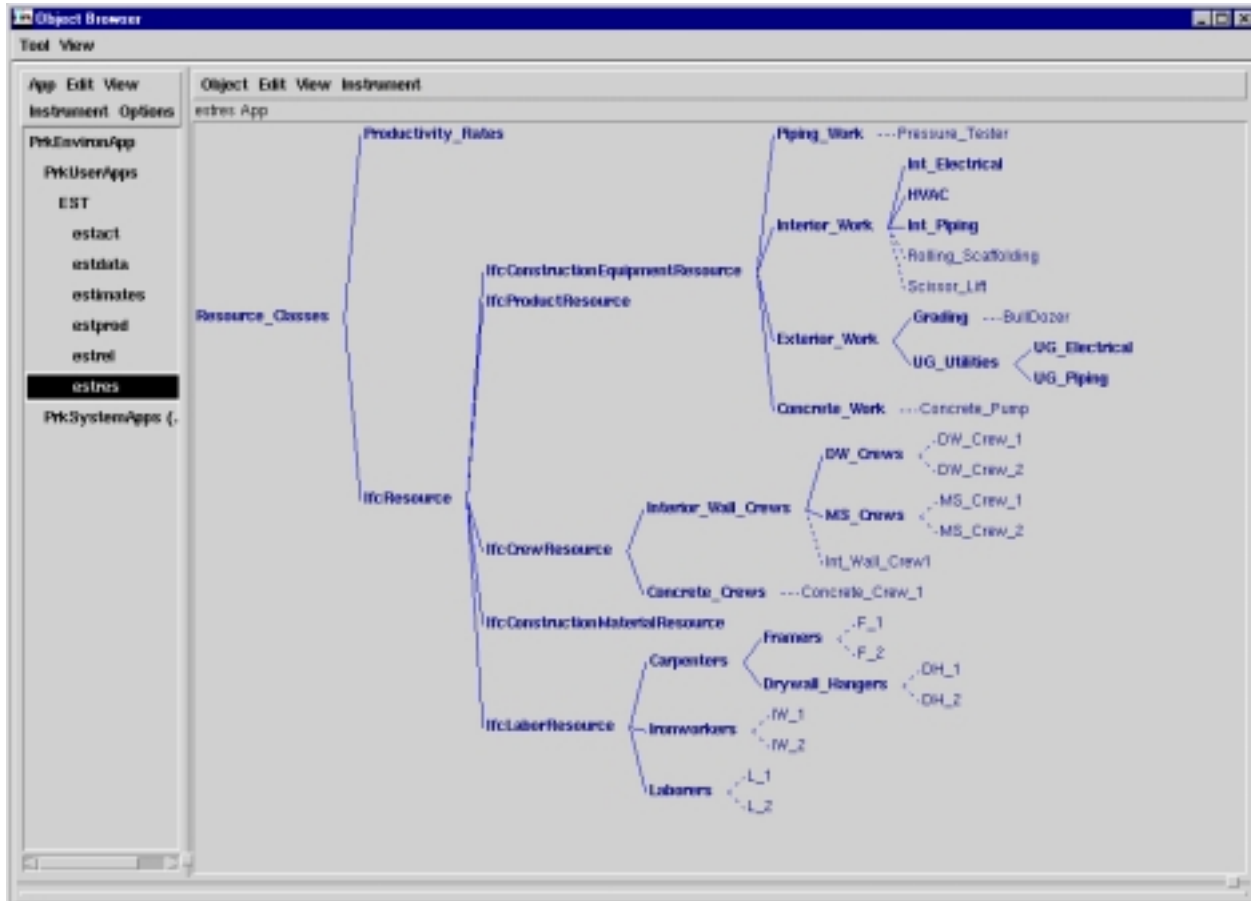 Object Browser
Tool View
App Edit View
Instrument Options
PrkEnvironApp
PrkUserApps
EST
estact
estdata
estimates
estprod
estrel
estres
PrkSystemApps (.
Object Edit View Instrument
estres App
Resource_Classes
Productivity_Rates
IfcResource
IfcConstructionEquipmentResource
IfcProductResource
IfcCrewResource
IfcConstructionMaterialResource
IfcLaborResource
Piping_Work
Pressure_Tester
Interior_Work
Int_Electrical
HVAC
Int_Piping
Rolling_Scaffolding
Scissor_Lift
Exterior_Work
Grading
BullDozer
UG_Utilities
UG_Electrical
UG_Piping
Concrete_Work
Concrete_Pump
Interior_Wall_Crews
DW_Crews
DW_Crew_1
DW_Crew_2
MS_Crews
MS_Crew_1
MS_Crew_2
Int_Wall_Crew1
Concrete_Crews
Concrete_Crew_1
Carpenters
Framers
F_1
F_2
Drywall_Hangers
DH_1
DH_2
Ironworkers
IW_1
IW_2
Laborers
L_1
L_2